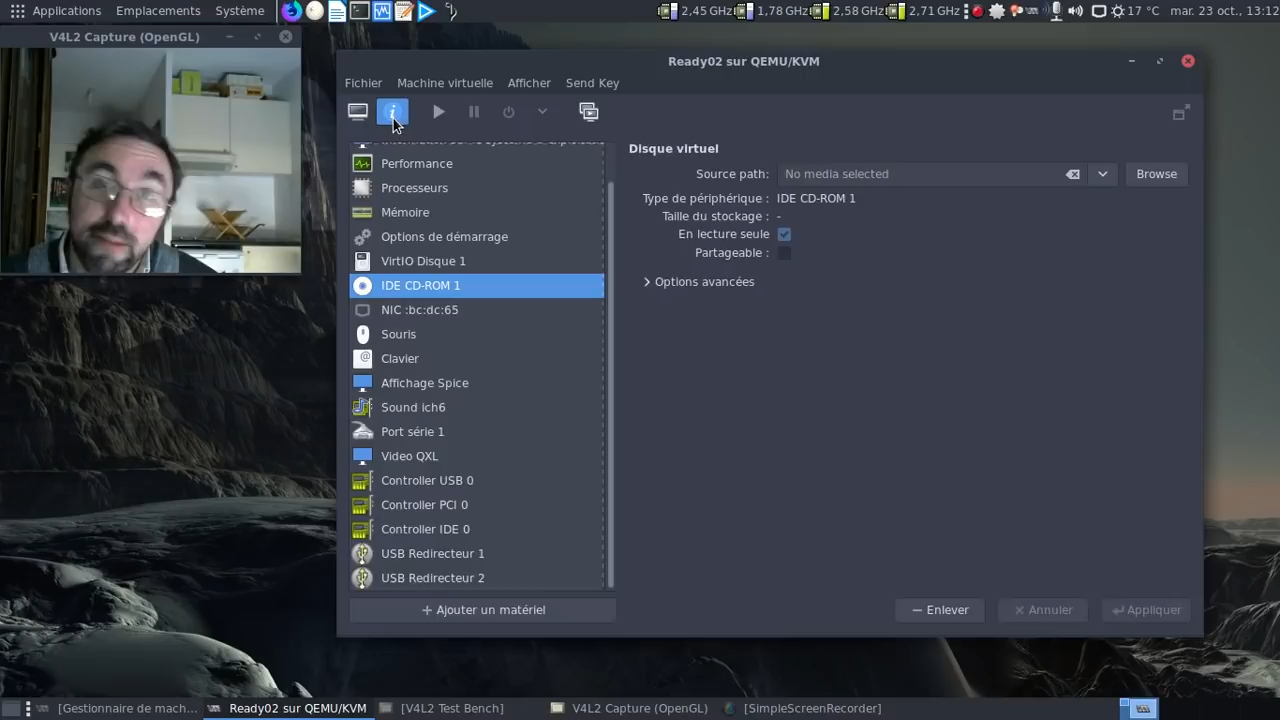 Applications Emplacements Système 2,45 GHz 1,78 GHz 2,58 GHz 2,71 GHz 17 °C mar. 23 oct., 13:12
V4L2 Capture (OpenGL)
Ready02 sur QEMU/KVM
Fichier Machine virtuelle Afficher Send Key
Performance
Processeurs
Mémoire
Options de démarrage
VirtIO Disque 1
IDE CD-ROM 1
NIC :bc:dc:65
Souris
Clavier
Affichage Spice
Sound ich6
Port série 1
Video QXL
Controller USB 0
Controller PCI 0
Controller IDE 0
USB Redirecteur 1
USB Redirecteur 2
Ajouter un matériel
Disque virtuel
Source path: No media selected Browse
Type de périphérique : IDE CD-ROM 1
Taille du stockage : -
En lecture seule
Partageable :
Options avancées
Enlever Annuler Appliquer
[Gestionnaire de mach... Ready02 sur QEMU/KVM [V4L2 Test Bench] V4L2 Capture (OpenGL) [SimpleScreenRecorder]